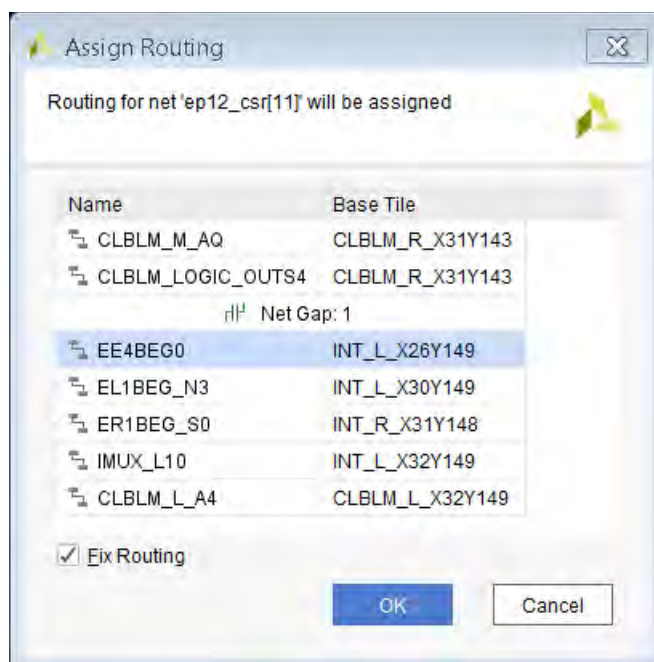 Assign Routing
Routing for net 'ep12_csr[11]' will be assigned
Name Base Tile
CLBLM_M_AQ CLBLM_R_X31Y143
CLBLM_LOGIC_OUTS4 CLBLM_R_X31Y143
Net Gap: 1
EE4BEG0 INT_L_X26Y149
EL1BEG_N3 INT_L_X30Y149
ER1BEG_S0 INT_R_X31Y148
IMUX_L10 INT_L_X32Y149
CLBLM_L_A4 CLBLM_L_X32Y149
Fix Routing
OK Cancel